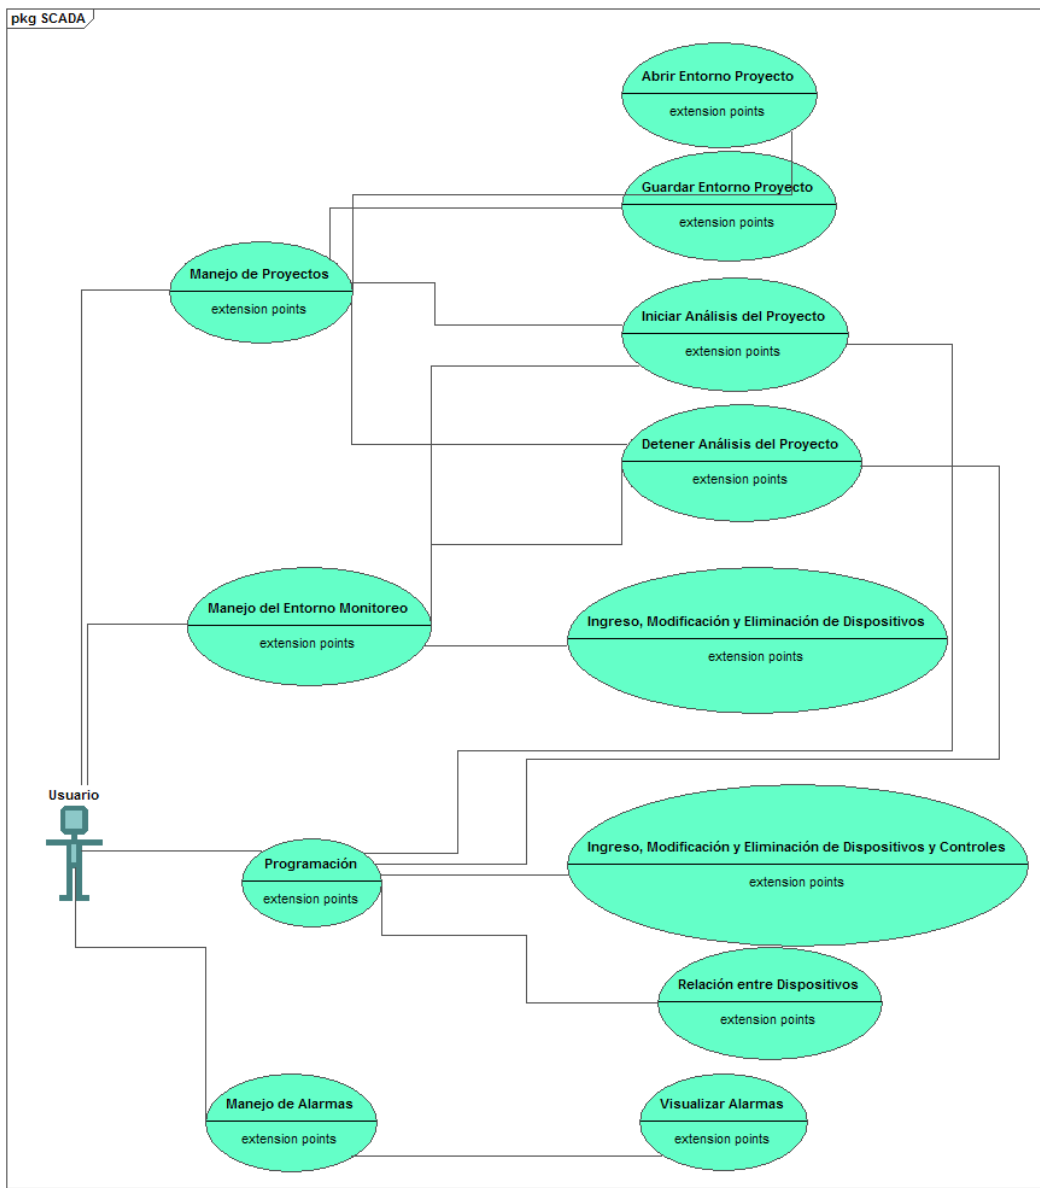 pkg SCADA
Abrir Entorno Proyecto
extension points
Guardar Entorno Proyecto
extension points
Manejo de Proyectos
extension points
Iniciar Análisis del Proyecto
extension points
Detener Análisis del Proyecto
extension points
Manejo del Entorno Monitoreo
extension points
Ingreso, Modificación y Eliminación de Dispositivos
extension points
Usuario
Programación
extension points
Ingreso, Modificación y Eliminación de Dispositivos y Controles
extension points
Relación entre Dispositivos
extension points
Manejo de Alarmas
extension points
Visualizar Alarmas
extension points